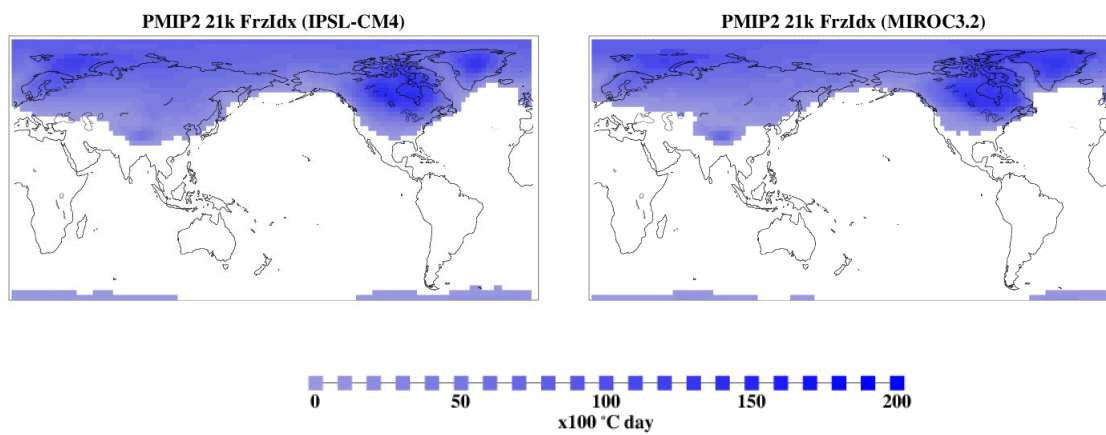 PMIP2 21k FrzIdx (IPSL-CM4)
PMIP2 21k FrzIdx (MIROC3.2)
0 50 100 150 200
x100 °C day